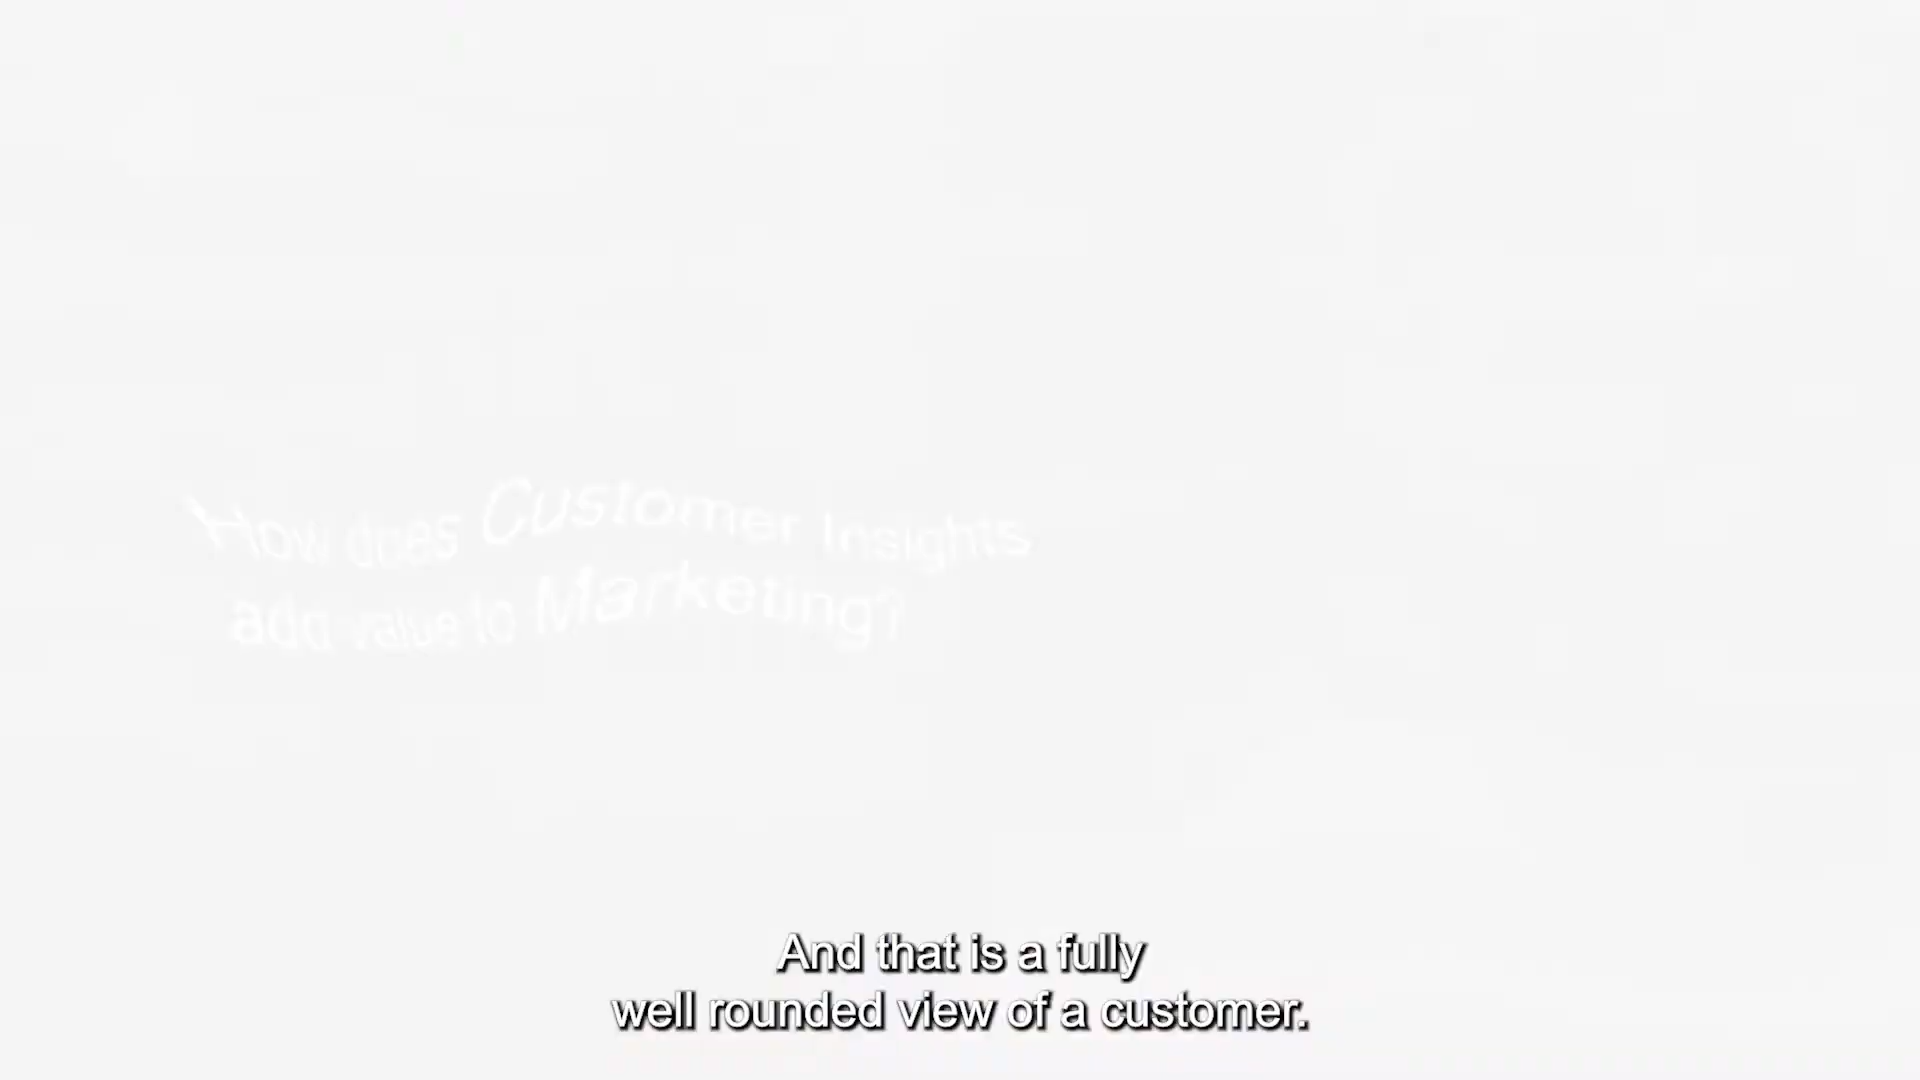 How does Customer Insights
add value to Marketing?
And that is a fully
well rounded view of a customer.